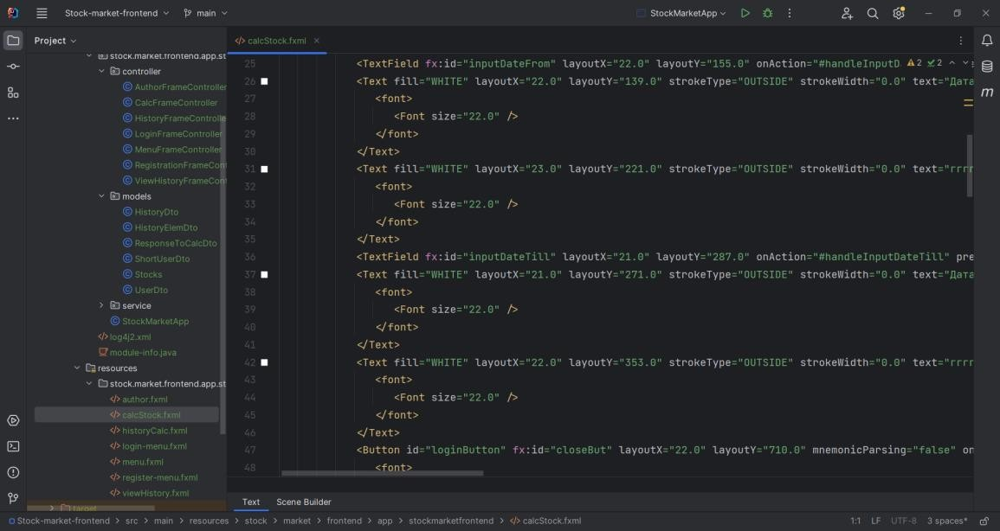 Stock-market-frontend
main
StockMarketApp
Project
calcStock.fxml
stock.market.frontend.app.st
controller
AuthorFrameController
CalcFrameController
HistoryFrameControlle
LoginFrameController
MenuFrameController
RegistrationFrameCont
ViewHistoryFrameCont
models
HistoryDto
HistoryElemDto
ResponseToCalcDto
ShortUserDto
Stocks
UserDto
service
StockMarketApp
log4j2.xml
module-info.java
resources
stock.market.frontend.app.st
author.fxml
calcStock.fxml
historyCalc.fxml
login-menu.fxml
menu.fxml
register-menu.fxml
viewHistory.fxml
target
25 <TextField fx:id="inputDateFrom" layoutX="22.0" layoutY="155.0" onAction="#handleInputD 2 2
26 <Text fill="WHITE" layoutX="22.0" layoutY="139.0" strokeType="OUTSIDE" strokeWidth="0.0" text="Дата
27 <font>
28 <Font size="22.0" />
29 </font>
30 </Text>
31 <Text fill="WHITE" layoutX="23.0" layoutY="221.0" strokeType="OUTSIDE" strokeWidth="0.0" text="гггг
32 <font>
33 <Font size="22.0" />
34 </font>
35 </Text>
36 <TextField fx:id="inputDateTill" layoutX="21.0" layoutY="287.0" onAction="#handleInputDateTill" pre
37 <Text fill="WHITE" layoutX="21.0" layoutY="271.0" strokeType="OUTSIDE" strokeWidth="0.0" text="Дата
38 <font>
39 <Font size="22.0" />
40 </font>
41 </Text>
42 <Text fill="WHITE" layoutX="22.0" layoutY="353.0" strokeType="OUTSIDE" strokeWidth="0.0" text="гггг
43 <font>
44 <Font size="22.0" />
45 </font>
46 </Text>
47 <Button id="loginButton" fx:id="closeBut" layoutX="22.0" layoutY="710.0" mnemonicParsing="false" on
48 <font>
Text Scene Builder
Stock-market-frontend > src > main > resources > stock > market > frontend > app > stockmarketfrontend > calcStock.fxml 1:1 LF UTF-8 3 spaces*